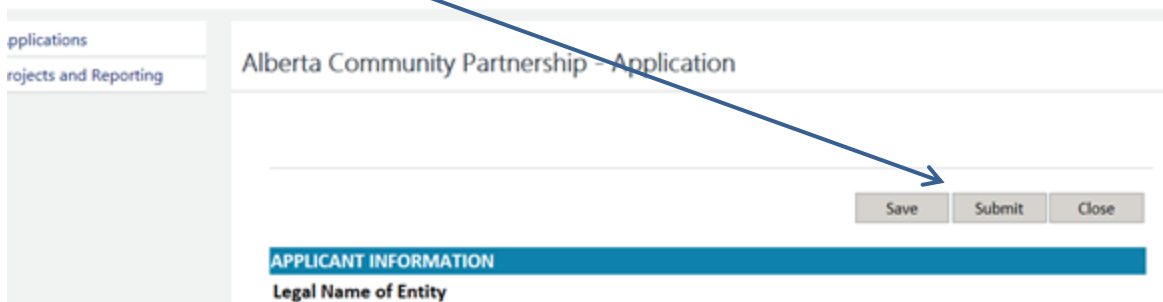 pplications
rojects and Reporting
Alberta Community Partnership - Application
Save Submit Close
APPLICANT INFORMATION
Legal Name of Entity